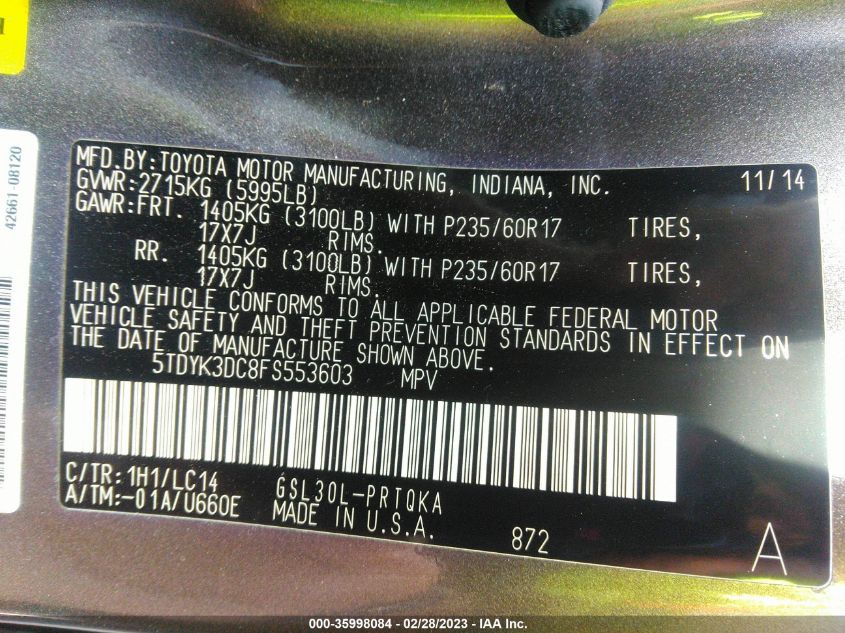 MFD.BY:TOYOTA MOTOR MANUFACTURING, INDIANA, INC. 11/14
GVWR:2715KG (5995LB)
GAWR:FRT. 1405KG (3100LB) WITH P235/60R17 TIRES,
17X7J RIMS.
RR. 1405KG (3100LB) WITH P235/60R17 TIRES,
17X7J RIMS.
THIS VEHICLE CONFORMS TO ALL APPLICABLE FEDERAL MOTOR
VEHICLE SAFETY AND THEFT PREVENTION STANDARDS IN EFFECT ON
THE DATE OF MANUFACTURE SHOWN ABOVE.
5TDYK3DC8FS553603 MPV
C/TR:1H1/LC14 GSL30L-PRTQKA
A/TM:-01A/U660E MADE IN U.S.A. 872
A
42661-08120
000-35998084 - 02/28/2023 - IAA Inc.